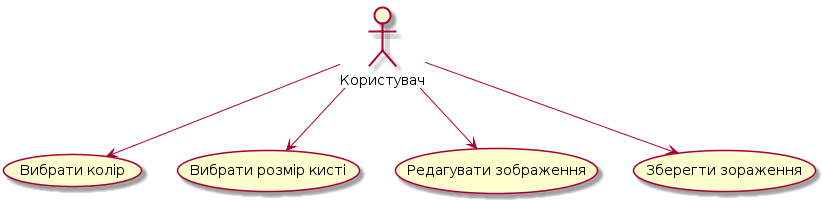 Користувач
Вибрати колір
Вибрати розмір кисті
Редагувати зображення
Зберегти зораження